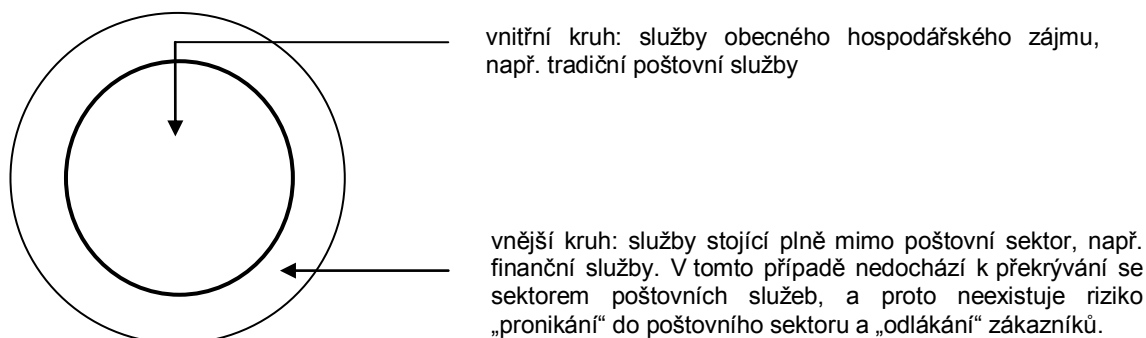 vnitřní kruh: služby obecného hospodářského zájmu,
např. tradiční poštovní služby
vnější kruh: služby stojící plně mimo poštovní sektor, např.
finanční služby. V tomto případě nedochází k překrývání se
sektorem poštovních služeb, a proto neexistuje riziko
„pronikání“ do poštovního sektoru a „odlákání“ zákazníků.